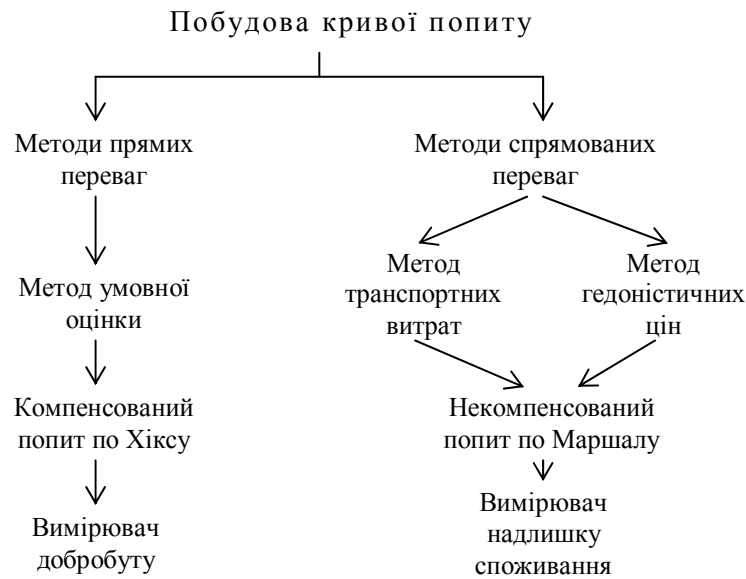 Побудова кривої попиту
Методи прямих
переваг
Методи спрямованих
переваг
Метод умовної
оцінки
Метод
транспортних
витрат
Метод
гедоністичних
цін
Компенсований
попит по Хіксу
Некомпенсований
попит по Маршалу
Вимірювач
добробуту
Вимірювач
надлишку
споживання